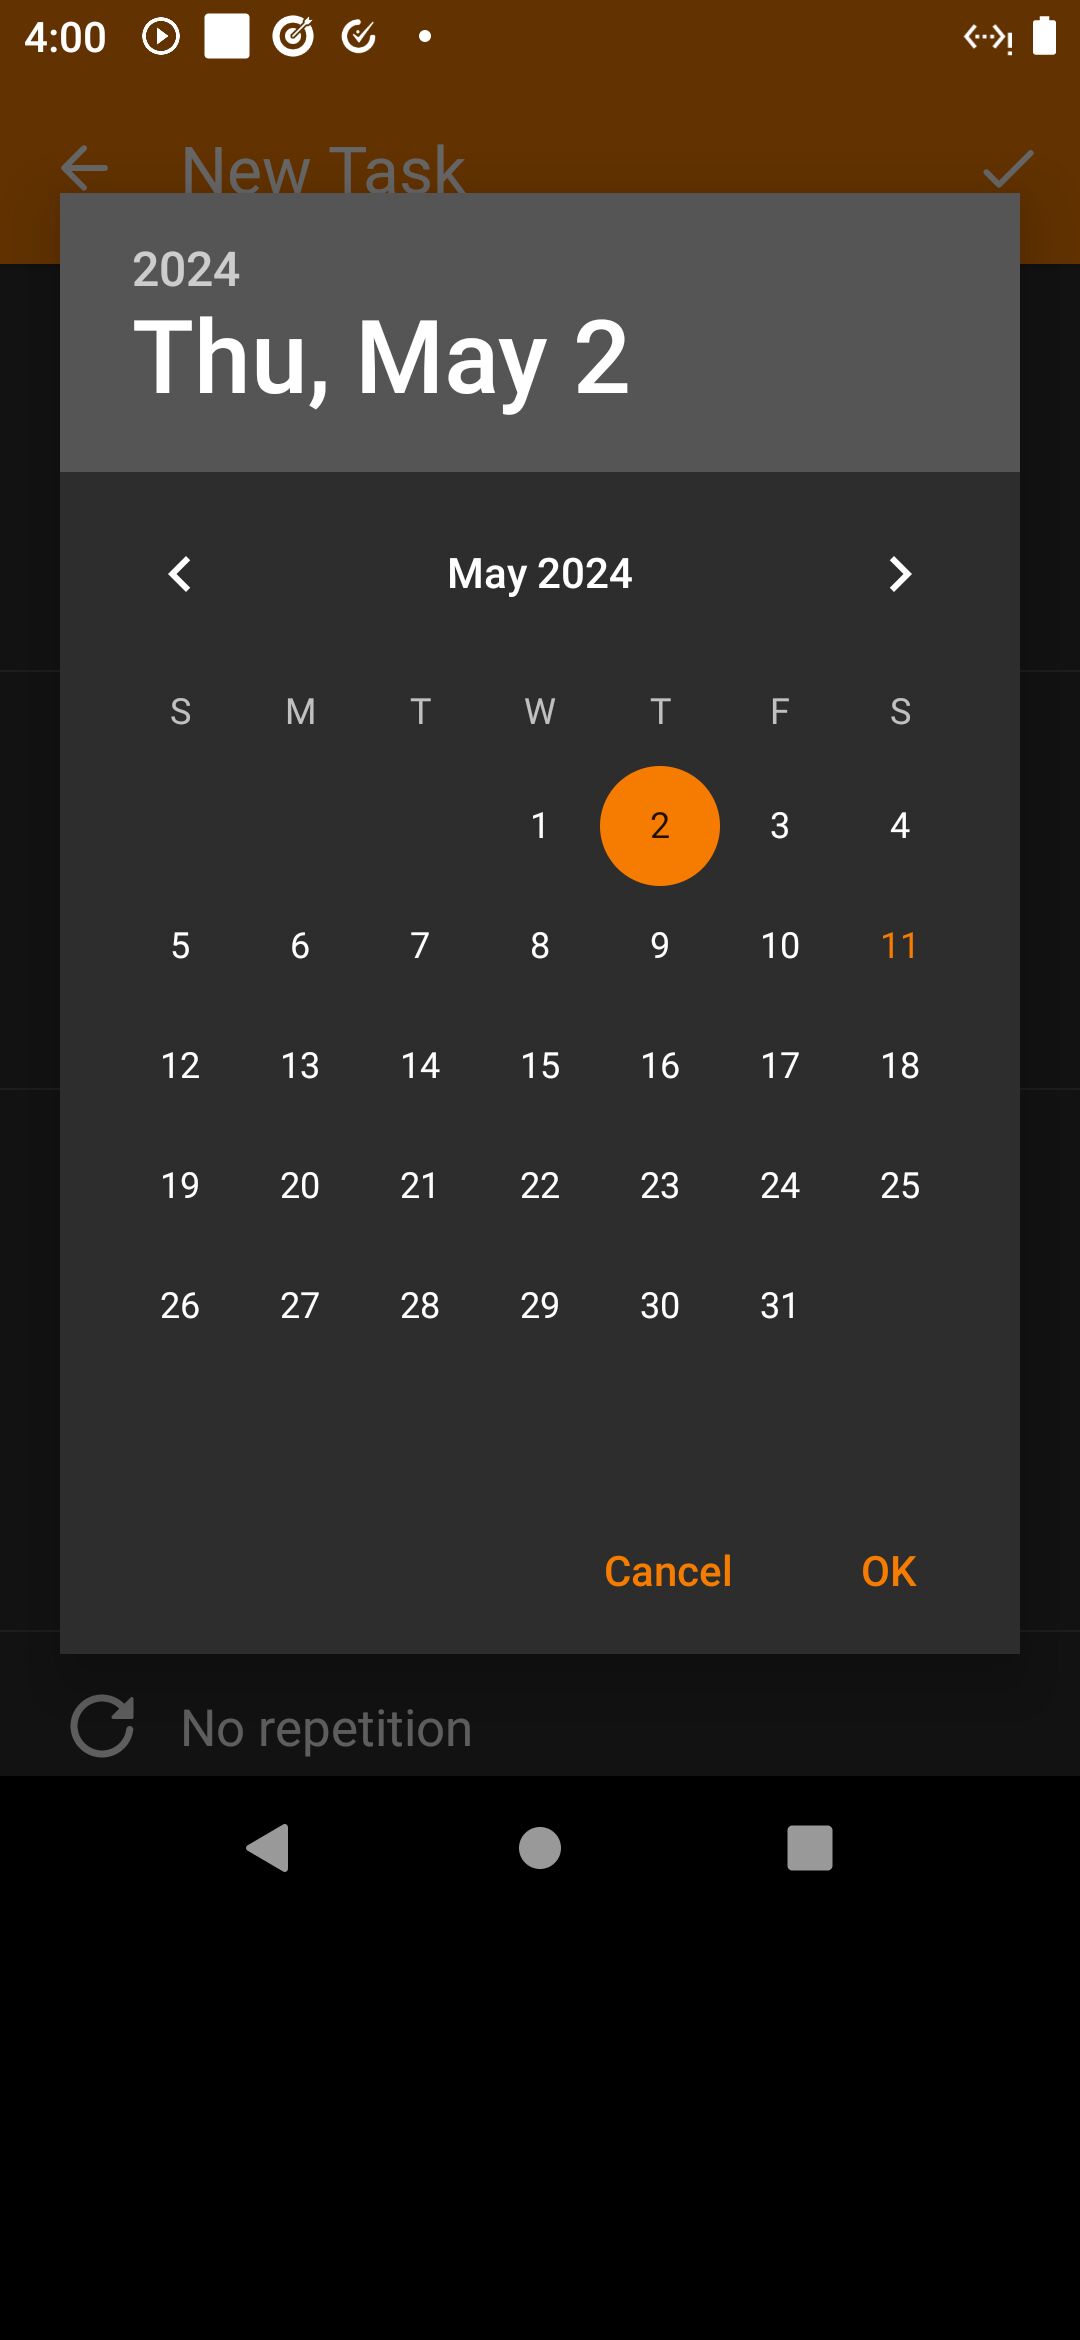 4:00
New Task
2024
Thu, May 2
May 2024
S M T W T F S
1 2 3 4
5 6 7 8 9 10 11
12 13 14 15 16 17 18
19 20 21 22 23 24 25
26 27 28 29 30 31
Cancel OK
No repetition